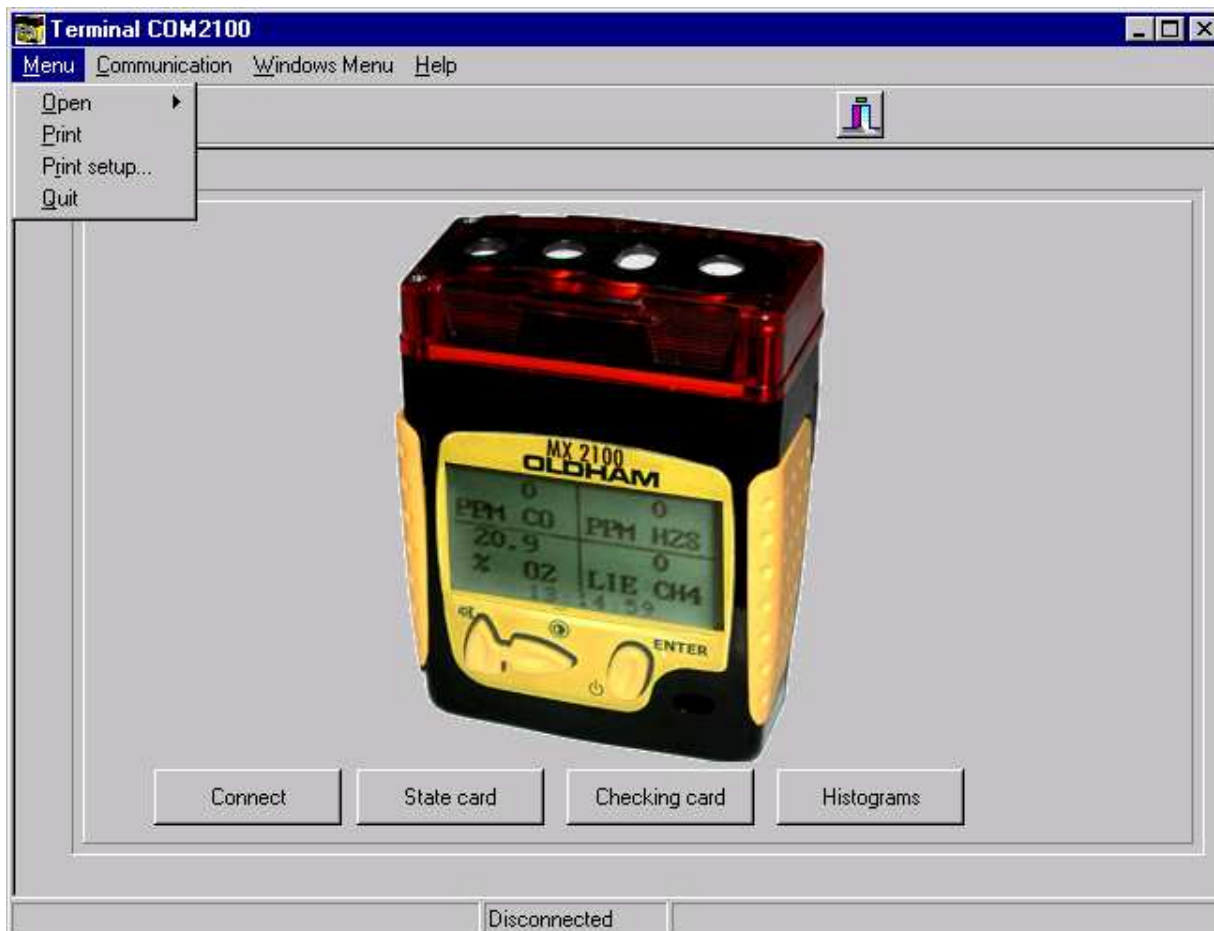 Terminal COM2100
Menu Communication Windows Menu Help
Open
Print
Print setup...
Quit
MX 2100
OLDHAM
0
PPM CO
0
PPM H2S
20.9
% O2
0
LIE CH4
ENTER
Connect State card Checking card Histograms
Disconnected